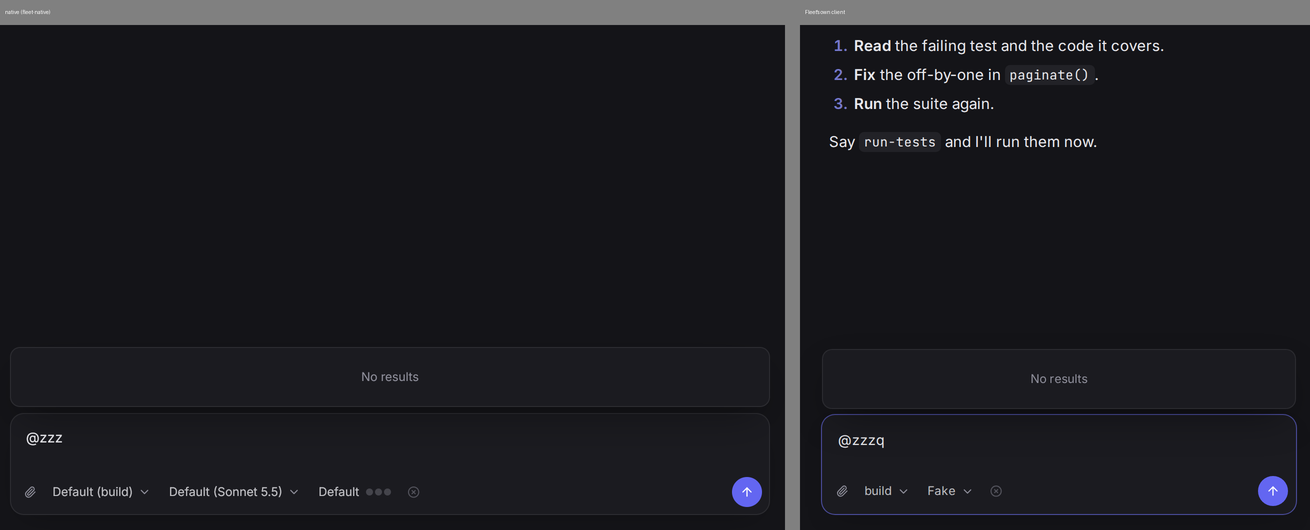 native (fleet-native)
No results
@zzz
Default (build)
Default (Sonnet 5.5)
Default
Fleet's own client
1. Read the failing test and the code it covers.
2. Fix the off-by-one in paginate().
3. Run the suite again.
Say run-tests and I'll run them now.
No results
@zzzq
build
Fake